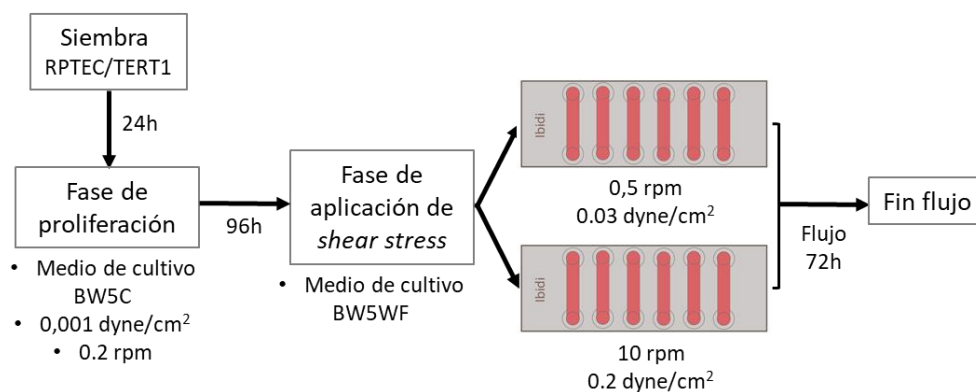 Siembra
RPTEC/TERT1
24h
Fase de
proliferación
• Medio de cultivo
BW5C
• 0,001 dyne/cm²
• 0.2 rpm
96h
Fase de
aplicación de
shear stress
• Medio de cultivo
BW5WF
Ibidi
0,5 rpm
0.03 dyne/cm²
Ibidi
10 rpm
0.2 dyne/cm²
Flujo
72h
Fin flujo